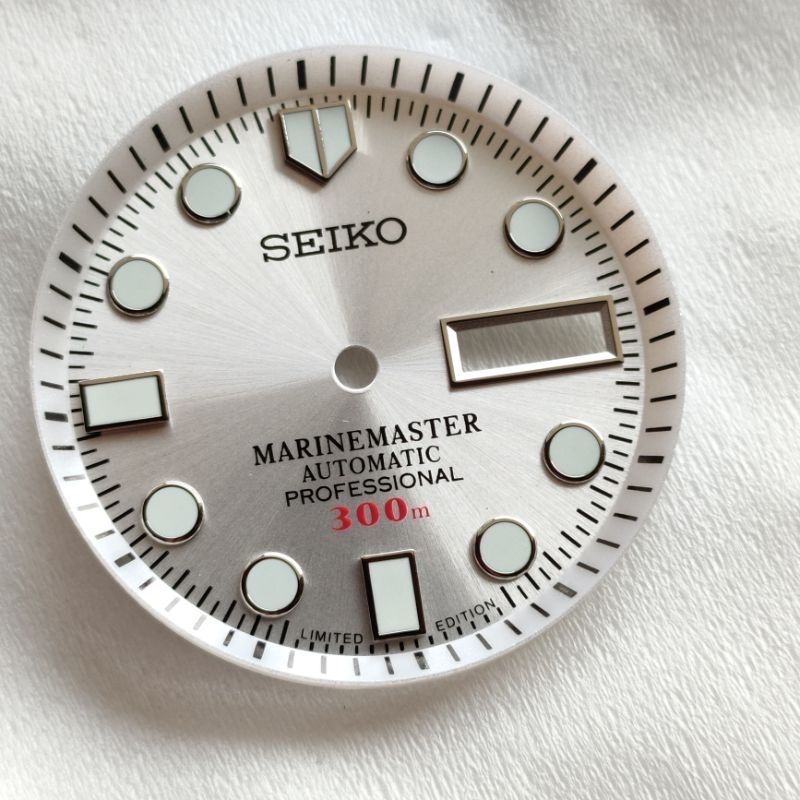 SEIKO
MARINEMASTER
AUTOMATIC
PROFESSIONAL
300m
LIMITED EDITION